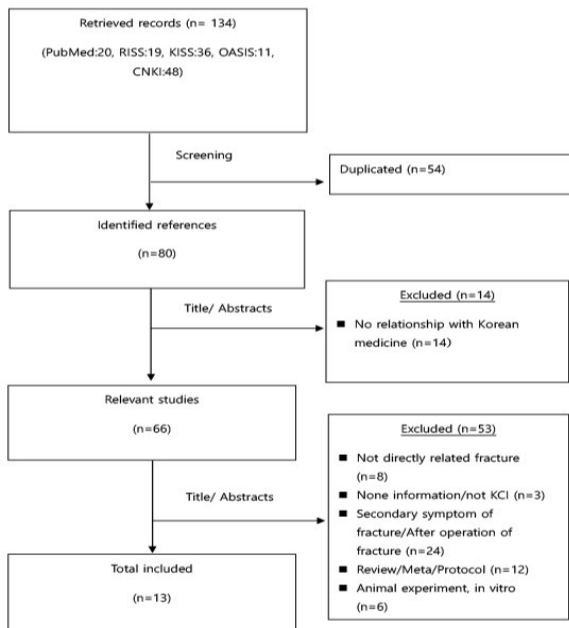 Retrieved records (n= 134)
(PubMed:20, RISS:19, KISS:36, OASIS:11,
CNKI:48)
Screening
Duplicated (n=54)
Identified references
(n=80)
Title/ Abstracts
Excluded (n=14)
■ No relationship with Korean
medicine (n=14)
Relevant studies
(n=66)
Title/ Abstracts
Excluded (n=53)
■ Not directly related fracture
(n=8)
■ None information/not KCI (n=3)
■ Secondary symptom of
fracture/After operation of
fracture (n=24)
■ Review/Meta/Protocol (n=12)
■ Animal experiment, in vitro
(n=6)
Total included
(n=13)